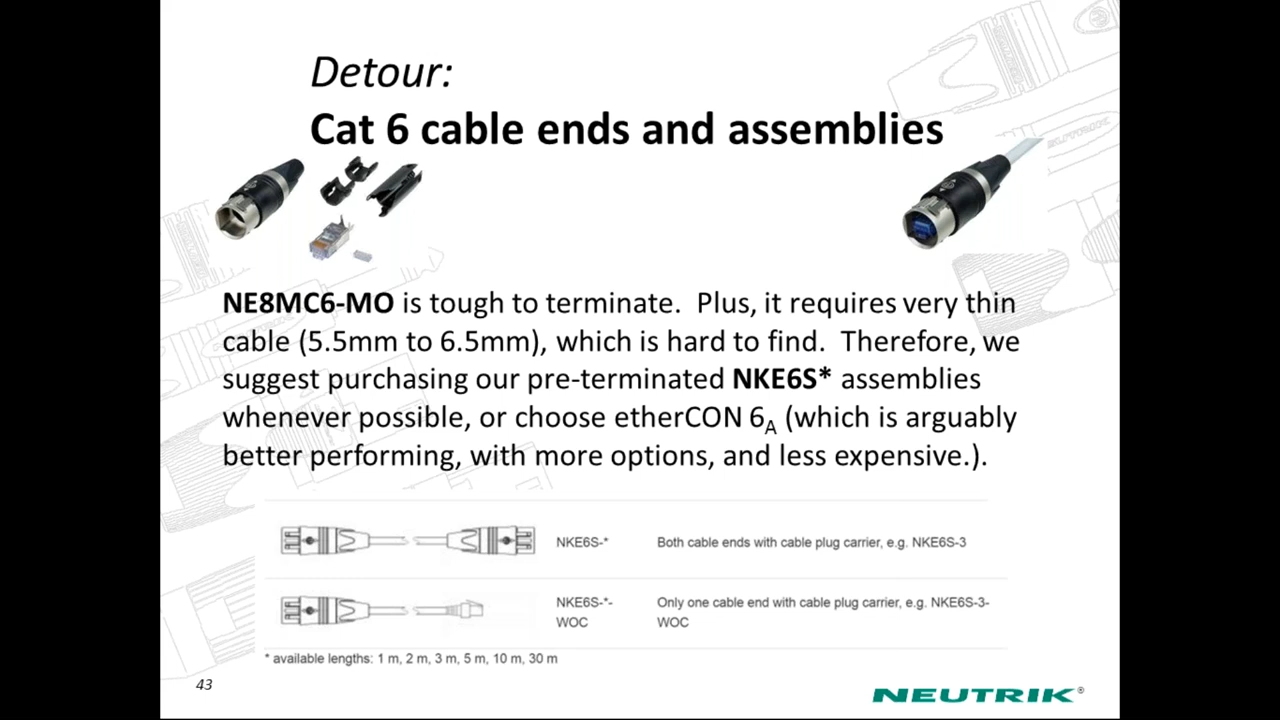 Detour:
Cat 6 cable ends and assemblies
NE8MC6-MO is tough to terminate.  Plus, it requires very thin
cable (5.5mm to 6.5mm), which is hard to find.  Therefore, we
suggest purchasing our pre-terminated NKE6S* assemblies
whenever possible, or choose etherCON 6A (which is arguably
better performing, with more options, and less expensive.).
NKE6S-* Both cable ends with cable plug carrier, e.g. NKE6S-3
NKE6S-*- Only one cable end with cable plug carrier, e.g. NKE6S-3-
WOC WOC
* available lengths: 1 m, 2 m, 3 m, 5 m, 10 m, 30 m
43
NEUTRIK®